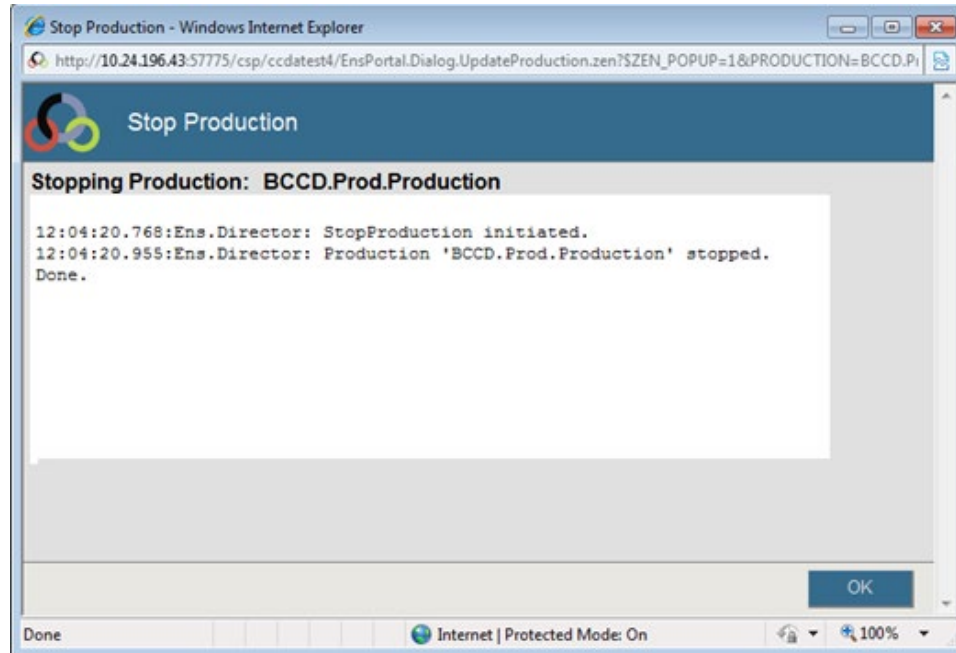 Stop Production - Windows Internet Explorer
http://10.24.196.43:57775/csp/ccdatest4/EnsPortal.Dialog.UpdateProduction.zen?$ZEN_POPUP=1&PRODUCTION=BCCD.P
Stop Production
Stopping Production: BCCD.Prod.Production
12:04:20.768:Ens.Director: StopProduction initiated.
12:04:20.955:Ens.Director: Production 'BCCD.Prod.Production' stopped.
Done.
OK
Done
Internet | Protected Mode: On
100%